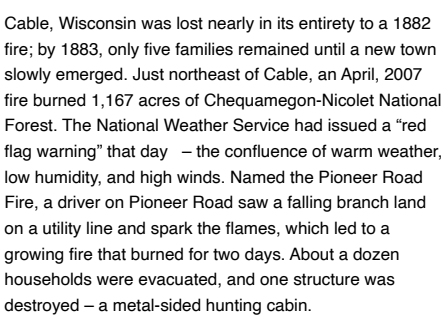 Cable, Wisconsin was lost nearly in its entirety to a 1882
fire; by 1883, only five families remained until a new town
slowly emerged. Just northeast of Cable, an April, 2007
fire burned 1,167 acres of Chequamegon-Nicolet National
Forest. The National Weather Service had issued a “red
flag warning” that day   – the confluence of warm weather,
low humidity, and high winds. Named the Pioneer Road
Fire, a driver on Pioneer Road saw a falling branch land
on a utility line and spark the flames, which led to a
growing fire that burned for two days. About a dozen
households were evacuated, and one structure was
destroyed – a metal-sided hunting cabin.